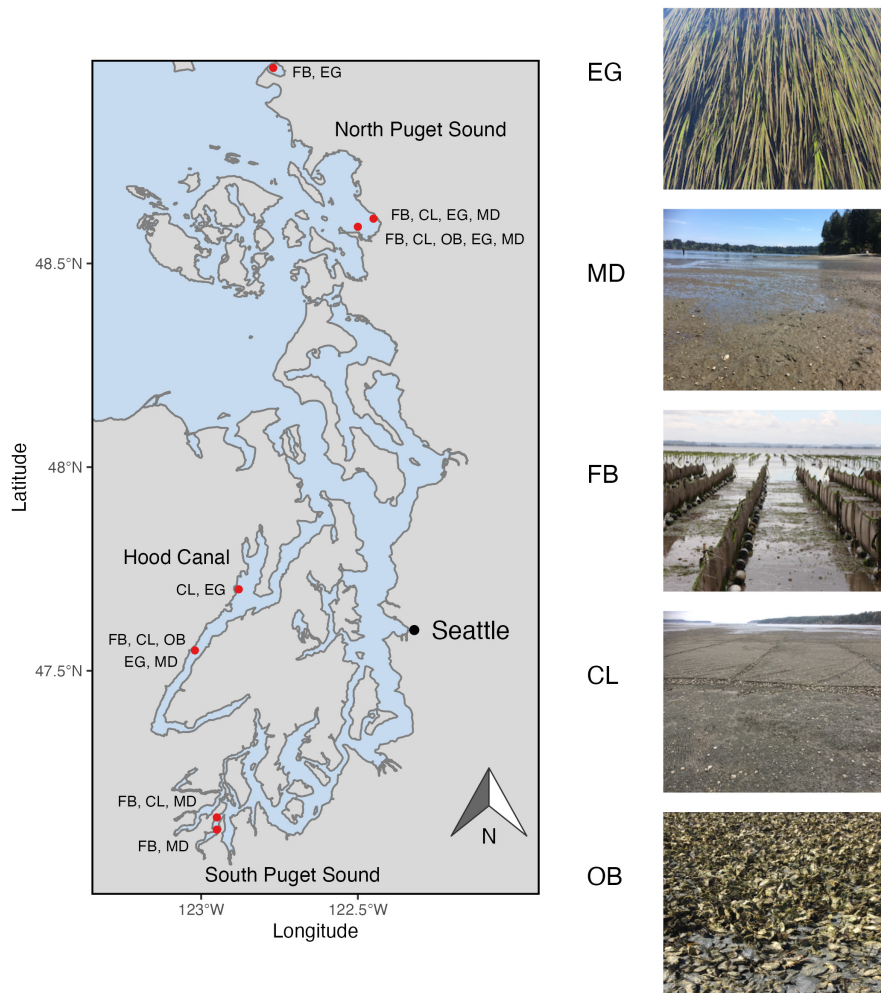 FB, EG
North Puget Sound
FB, CL, EG, MD
FB, CL, OB, EG, MD
48.5°N
48°N
Latitude
Hood Canal
CL, EG
Seattle
FB, CL, OB
EG, MD
47.5°N
FB, CL, MD
FB, MD
N
South Puget Sound
123°W
122.5°W
Longitude
EG
MD
FB
CL
OB